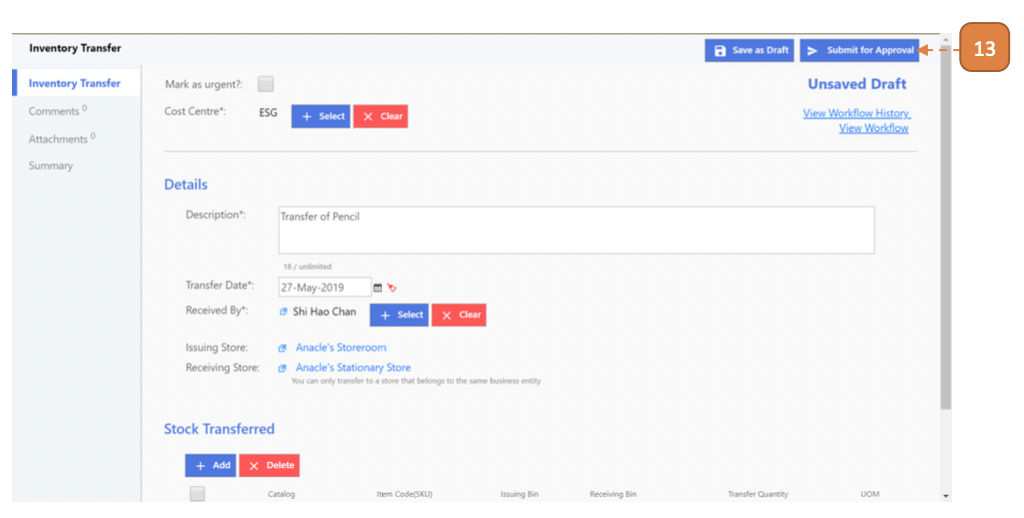 Inventory Transfer
Save as Draft
Submit for Approval
13
Inventory Transfer
Comments 0
Attachments 0
Summary
Mark as urgent?:
Unsaved Draft
Cost Centre*: ESG + Select X Clear
View Workflow History
View Workflow
Details
Description*: Transfer of Pencil
18 / unlimited
Transfer Date*: 27-May-2019
Received By*: Shi Hao Chan + Select X Clear
Issuing Store: Anacle's Storeroom
Receiving Store: Anacle's Stationary Store
You can only transfer to a store that belongs to the same business entity
Stock Transferred
+ Add X Delete
Catalog Item Code(SKU) Issuing Bin Receiving Bin Transfer Quantity UOM